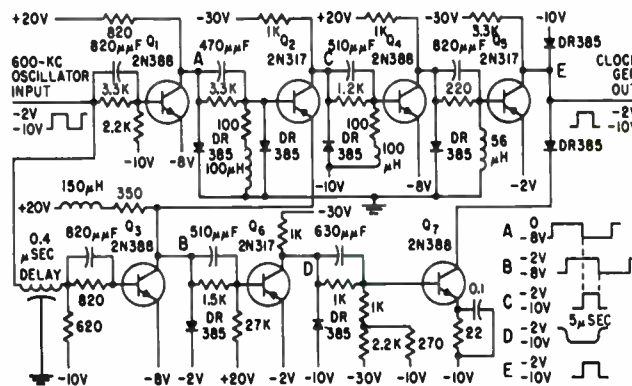 +20V
820
820μμF
Q1
2N388
A
-30V
1K
470μμF
Q2
2N317
+20V
1K
C
510μμF
Q4
2N388
-30V
3.3K
820μμF
Q5
2N317
-10V
DR385
E
600-KC
OSCILLATOR
INPUT
-2V
-10V
3.3K
2.2K
-10V
-8V
3.3K
DR
385
100
100μH
DR
385
1.2K
-10V
100
100
μH
-8V
DR
385
220
56
μH
-2V
CLOCK
GE
OUT
-2V
-10V
DR385
150μH
350
+20V
0.4
μSEC
DELAY
820μμF
Q3
2N388
820
620
-10V
-8V
B
510μμF
Q6
2N317
-30V
1K
1.5K
DR
385
27K
-2V
+20V
-2V
D
630μμF
1K
DR
385
1K
2.2K
270
-10V
-30V
Q7
2N388
0.1
22
-10V
-10V
A 0
-8V
B -2V
-8V
C -2V
-10V
5μSEC
D -2V
-10V
E -2V
-10V